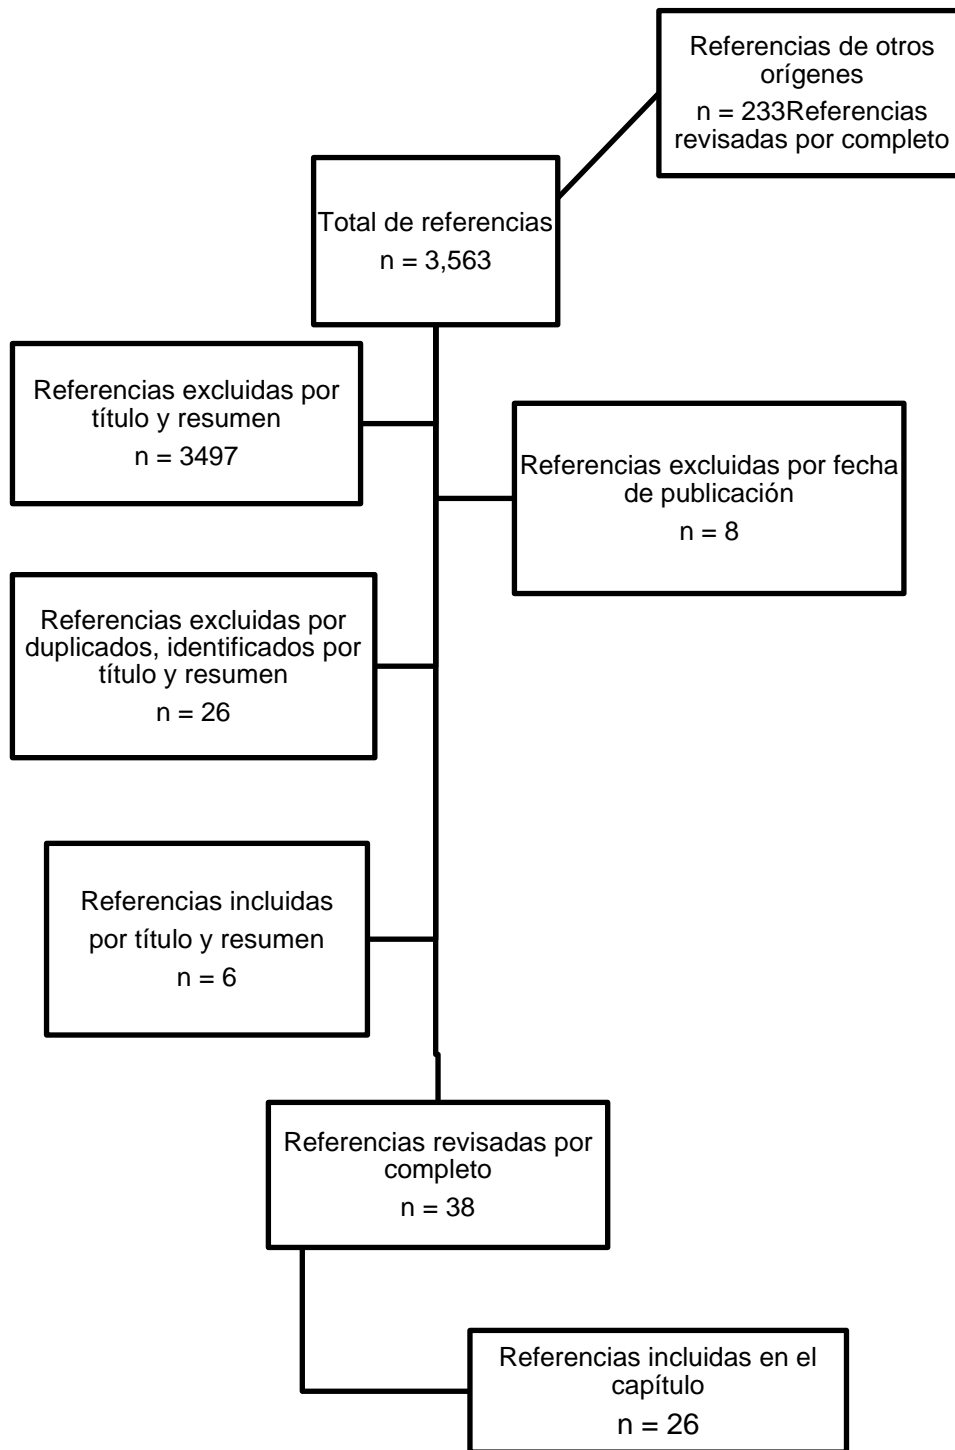 Referencias de otros
orígenes
n = 233Referencias
revisadas por completo
Total de referencias
n = 3,563
Referencias excluidas por
título y resumen
n = 3497
Referencias excluidas por fecha
de publicación
n = 8
Referencias excluidas por
duplicados, identificados por
título y resumen
n = 26
Referencias incluidas
por título y resumen
n = 6
Referencias revisadas por
completo
n = 38
Referencias incluidas en el
capítulo
n = 26